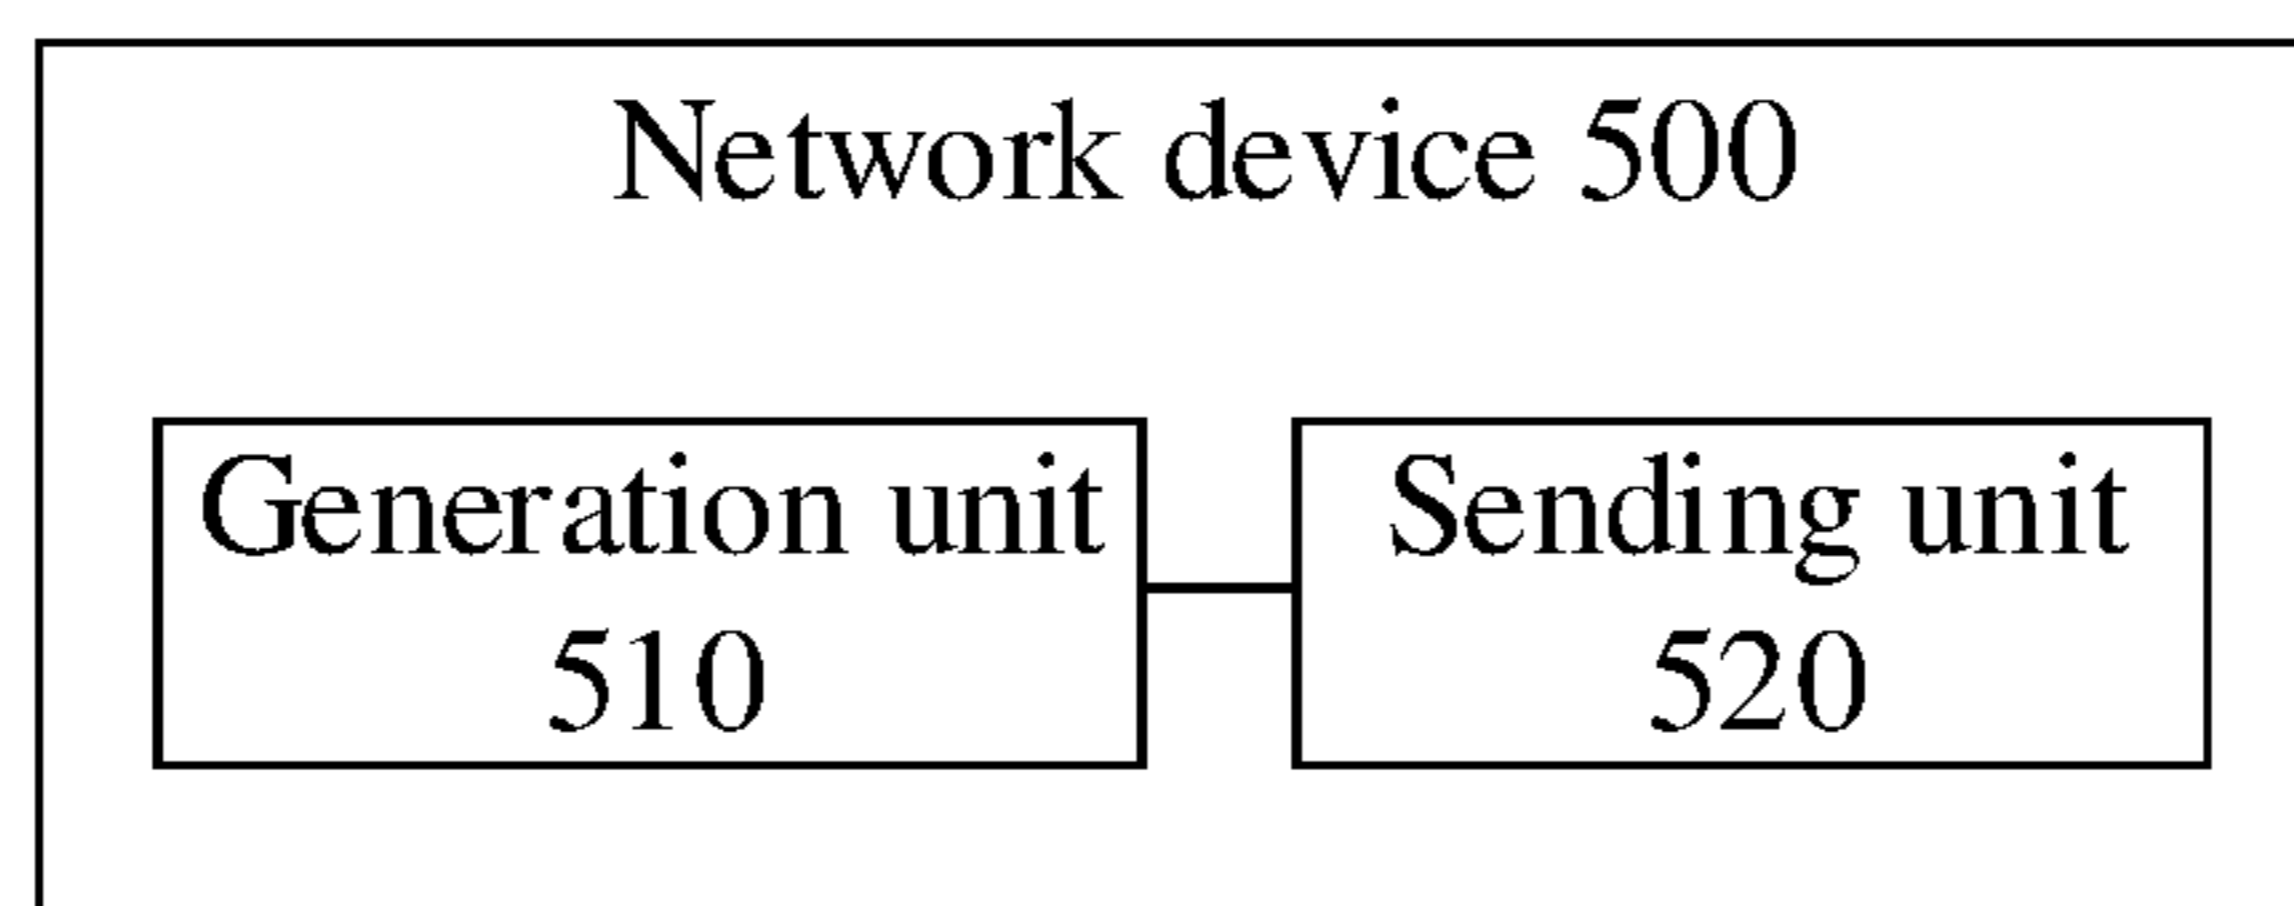 Network device 500
Generation unit
510
Sending unit
520